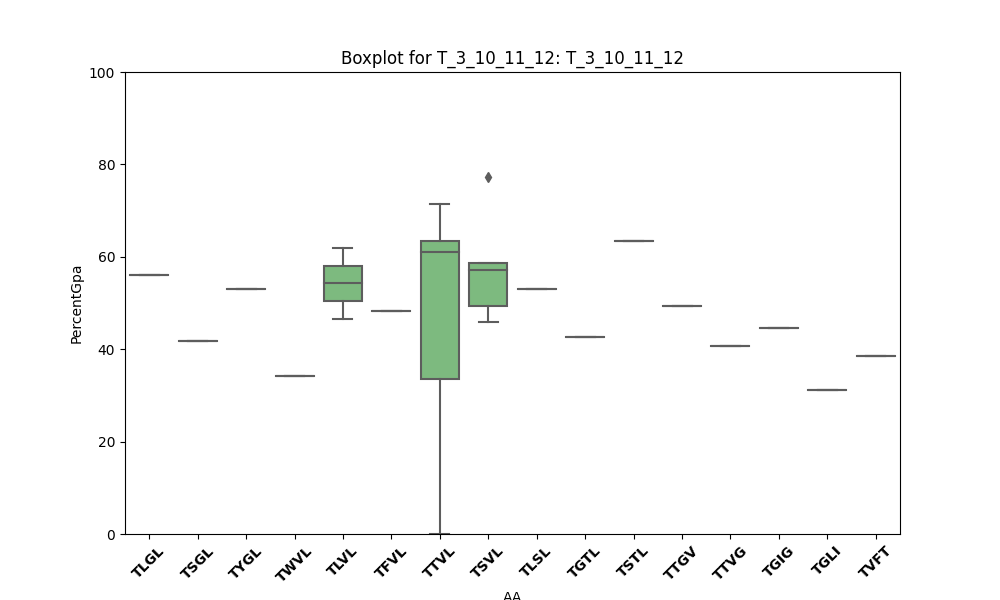 Boxplot for T_3_10_11_12: T_3_10_11_12
100
80
60
40
20
0
PercentGpa
TLGL TSGL TYGL TWVL TLVL TFVL TTVL TSVL TLSL TGTL TSTL TTGV TTVG TGIG TGLI TVFT
AA